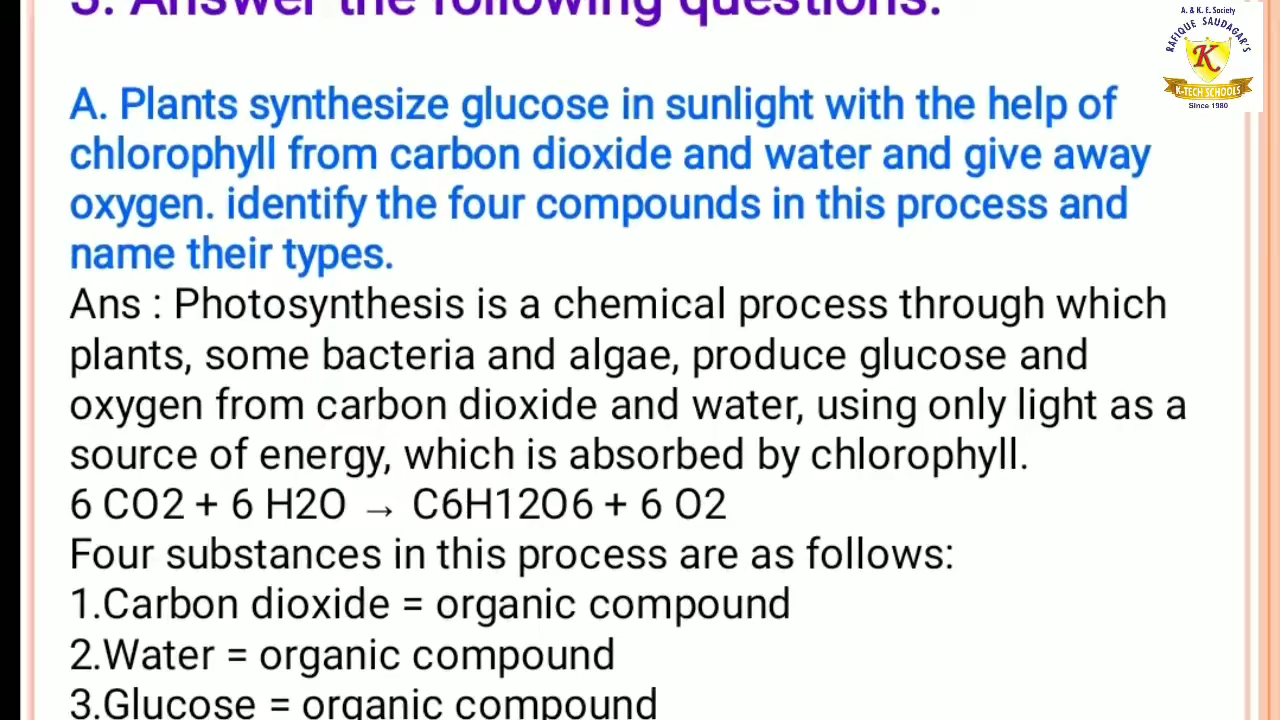 3. Answer the following questions.
A. & K. E. Society
RAFIQUE SAUDAGAR'S
K
K-TECH SCHOOLS
Since 1980
A. Plants synthesize glucose in sunlight with the help of
chlorophyll from carbon dioxide and water and give away
oxygen. identify the four compounds in this process and
name their types.
Ans : Photosynthesis is a chemical process through which
plants, some bacteria and algae, produce glucose and
oxygen from carbon dioxide and water, using only light as a
source of energy, which is absorbed by chlorophyll.
6 CO2 + 6 H2O → C6H12O6 + 6 O2
Four substances in this process are as follows:
1.Carbon dioxide = organic compound
2.Water = organic compound
3.Glucose = organic compound